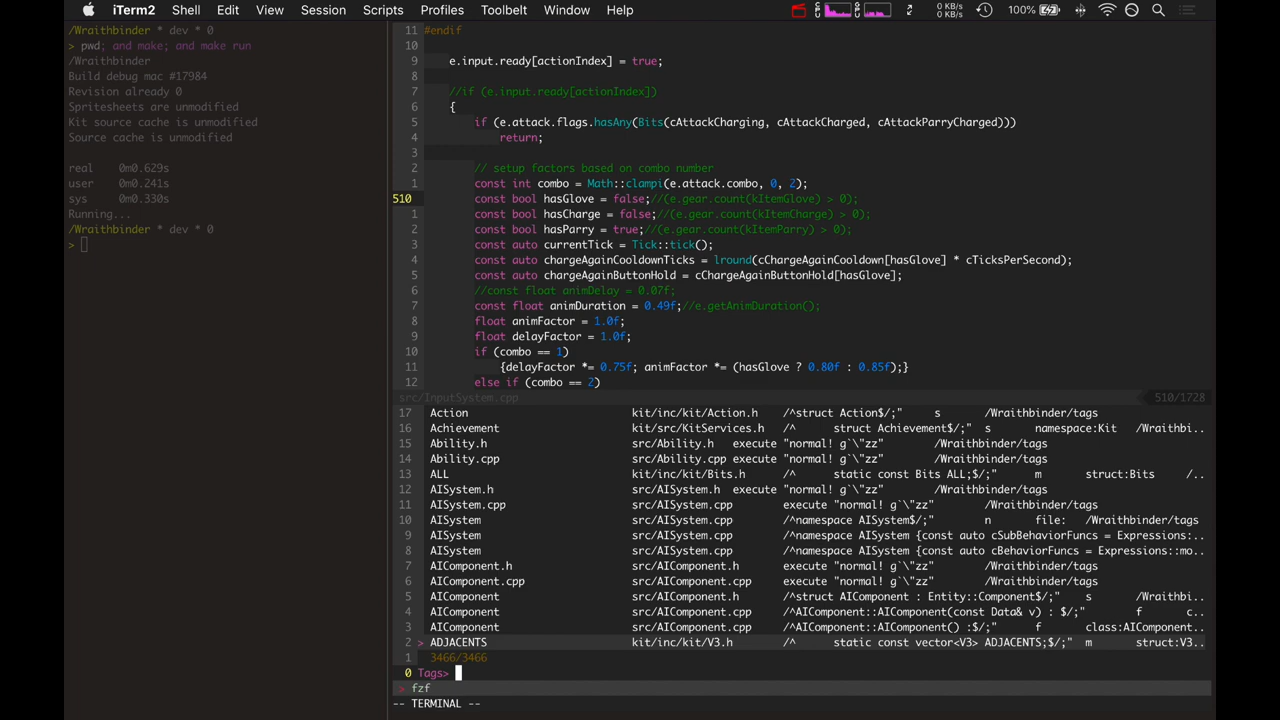 iTerm2 Shell Edit View Session Scripts Profiles Toolbelt Window Help 0 KB/s 0 KB/s 100%
/Wraithbinder * dev * 0
> pwd; and make; and make run
/Wraithbinder
Build debug mac #17984
Revision already 0
Spritesheets are unmodified
Kit source cache is unmodified
Source cache is unmodified
real 0m0.629s
user 0m0.241s
sys 0m0.330s
Running...
/Wraithbinder * dev * 0
>
11 #endif
10
9 e.input.ready[actionIndex] = true;
8
7 //if (e.input.ready[actionIndex])
6 {
5 if (e.attack.flags.hasAny(Bits(cAttackCharging, cAttackCharged, cAttackParryCharged)))
4 return;
3
2 // setup factors based on combo number
1 const int combo = Math::clampi(e.attack.combo, 0, 2);
510 const bool hasGlove = false;//(e.gear.count(kItemGlove) > 0);
1 const bool hasCharge = false;//(e.gear.count(kItemCharge) > 0);
2 const bool hasParry = true;//(e.gear.count(kItemParry) > 0);
3 const auto currentTick = Tick::tick();
4 const auto chargeAgainCooldownTicks = lround(cChargeAgainCooldown[hasGlove] * cTicksPerSecond);
5 const auto chargeAgainButtonHold = cChargeAgainButtonHold[hasGlove];
6 //const float animDelay = 0.07f;
7 const float animDuration = 0.49f;//e.getAnimDuration();
8 float animFactor = 1.0f;
9 float delayFactor = 1.0f;
10 if (combo == 1)
11 {delayFactor *= 0.75f; animFactor *= (hasGlove ? 0.80f : 0.85f);}
12 else if (combo == 2)
src/InputSystem.cpp 510/1728
17 Action kit/inc/kit/Action.h /^struct Action$/;" s /Wraithbinder/tags
16 Achievement kit/src/KitServices.h /^ struct Achievement$/;" s namespace:Kit /Wraithbi..
15 Ability.h src/Ability.h execute "normal! g`\"zz" /Wraithbinder/tags
14 Ability.cpp src/Ability.cpp execute "normal! g`\"zz" /Wraithbinder/tags
13 ALL kit/inc/kit/Bits.h /^ static const Bits ALL;$/;" m struct:Bits /..
12 AISystem.h src/AISystem.h execute "normal! g`\"zz" /Wraithbinder/tags
11 AISystem.cpp src/AISystem.cpp execute "normal! g`\"zz" /Wraithbinder/tags
10 AISystem src/AISystem.cpp /^namespace AISystem$/;" n file: /Wraithbinder/tags
9 AISystem src/AISystem.cpp /^namespace AISystem {const auto cSubBehaviorFuncs = Expressions:..
8 AISystem src/AISystem.cpp /^namespace AISystem {const auto cBehaviorFuncs = Expressions::mo..
7 AIComponent.h src/AIComponent.h execute "normal! g`\"zz" /Wraithbinder/tags
6 AIComponent.cpp src/AIComponent.cpp execute "normal! g`\"zz" /Wraithbinder/tags
5 AIComponent src/AIComponent.h /^struct AIComponent : Entity::Component$/;" s /Wraithbi..
4 AIComponent src/AIComponent.cpp /^AIComponent::AIComponent(const Data& v) : $/;" f c..
3 AIComponent src/AIComponent.cpp /^AIComponent::AIComponent() :$/;" f class:AIComponent..
2 > ADJACENTS kit/inc/kit/V3.h /^ static const vector<V3> ADJACENTS;$/;" m struct:V3..
1 3466/3466
0 Tags>
> fzf
-- TERMINAL --